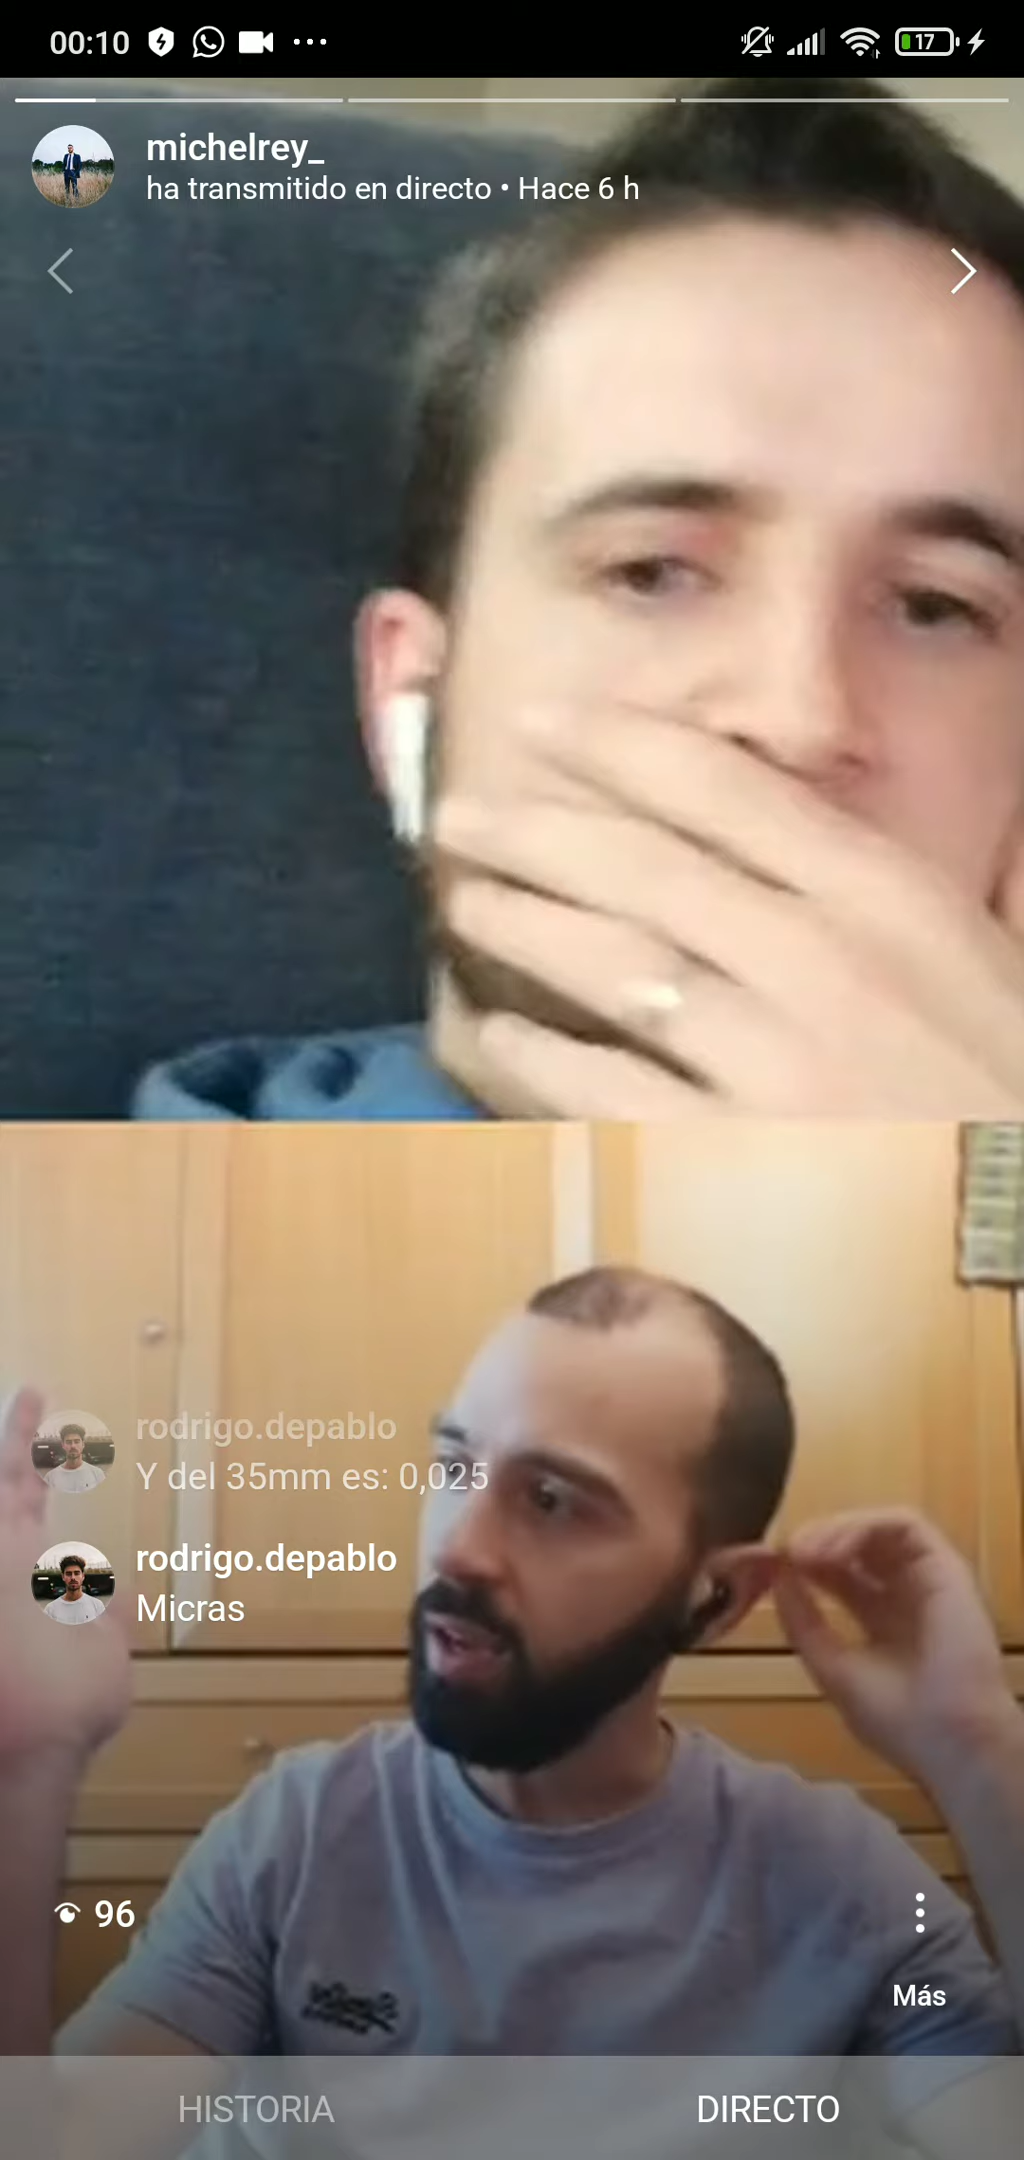 00:10
17
michelrey_
ha transmitido en directo • Hace 6 h
rodrigo.depablo
Y del 35mm es: 0,025
rodrigo.depablo
Micras
96
Más
HISTORIA
DIRECTO